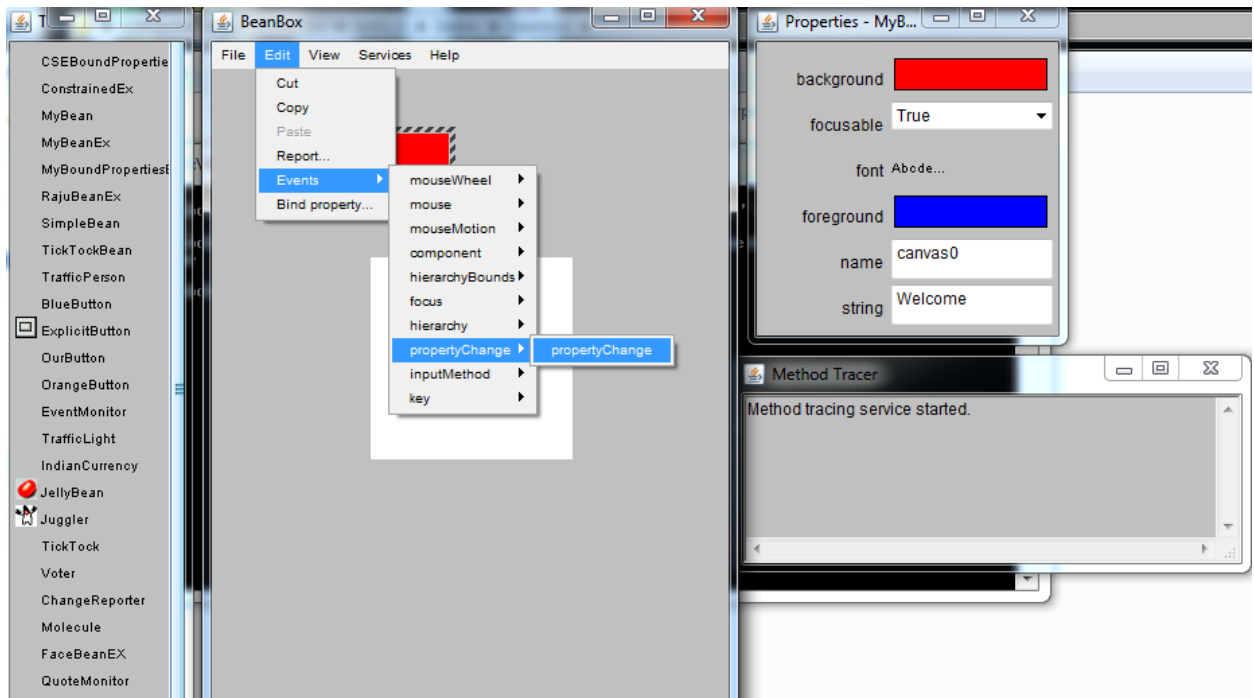 T
CSEBoundPropertie
ConstrainedEx
MyBean
MyBeanEx
MyBoundPropertiesE
RajuBeanEx
SimpleBean
TickTockBean
TrafficPerson
BlueButton
ExplicitButton
OurButton
OrangeButton
EventMonitor
TrafficLight
IndianCurrency
JellyBean
Juggler
TickTock
Voter
ChangeReporter
Molecule
FaceBeanEX
QuoteMonitor
BeanBox
File Edit View Services Help
Cut
Copy
Paste
Report...
Events
Bind property...
mouseWheel
mouse
mouseMotion
component
hierarchyBounds
focus
hierarchy
propertyChange
inputMethod
key
propertyChange
Properties - MyB...
background
focusable True
font Abcde...
foreground
name canvas0
string Welcome
Method Tracer
Method tracing service started.